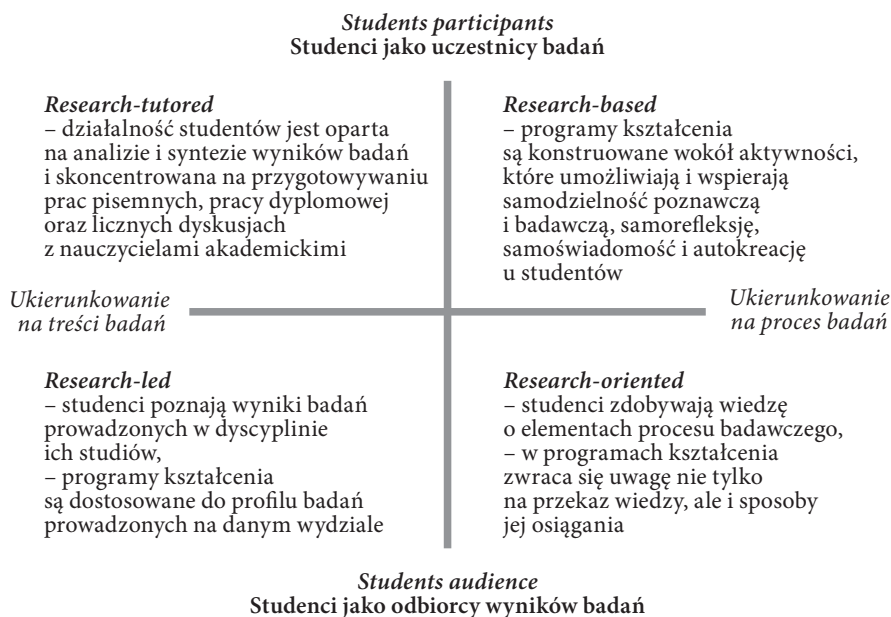 Students participants
Studenci jako uczestnicy badań
Research-tutored
– działalność studentów jest oparta
na analizie i syntezie wyników badań
i skoncentrowana na przygotowywaniu
prac pisemnych, pracy dyplomowej
oraz licznych dyskusjach
z nauczycielami akademickimi
Research-based
– programy kształcenia
są konstruowane wokół aktywności,
które umożliwiają i wspierają
samodzielność poznawczą
i badawczą, samorefleksję,
samoświadomość i autokreację
u studentów
Ukierunkowanie
na treści badań
Ukierunkowanie
na proces badań
Research-led
– studenci poznają wyniki badań
prowadzonych w dyscyplinie
ich studiów,
– programy kształcenia
są dostosowane do profilu badań
prowadzonych na danym wydziale
Research-oriented
– studenci zdobywają wiedzę
o elementach procesu badawczego,
– w programach kształcenia
zwraca się uwagę nie tylko
na przekaz wiedzy, ale i sposoby
jej osiągania
Students audience
Studenci jako odbiorcy wyników badań